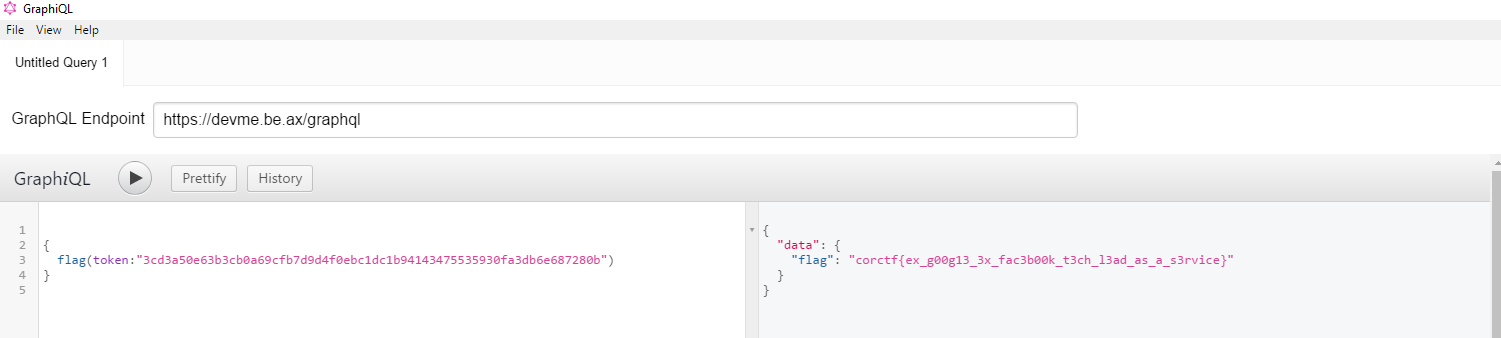 GraphiQL
File View Help
Untitled Query 1
GraphQL Endpoint https://devme.be.ax/graphql
GraphiQL Prettify History
1
2 {
3 flag(token:"3cd3a50e63b3cb0a69cfb7d9d4f0ebc1dc1b94143475535930fa3db6e687280b")
4 }
5
{
"data": {
"flag": "corctf{ex_g00g13_3x_fac3b00k_t3ch_l3ad_as_a_s3rvice}"
}
}